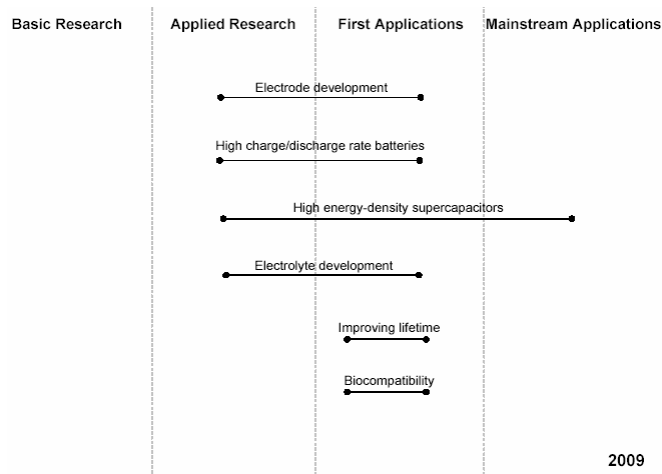 Basic Research
Applied Research
First Applications
Mainstream Applications
Electrode development
High charge/discharge rate batteries
High energy-density supercapacitors
Electrolyte development
Improving lifetime
Biocompatibility
2009